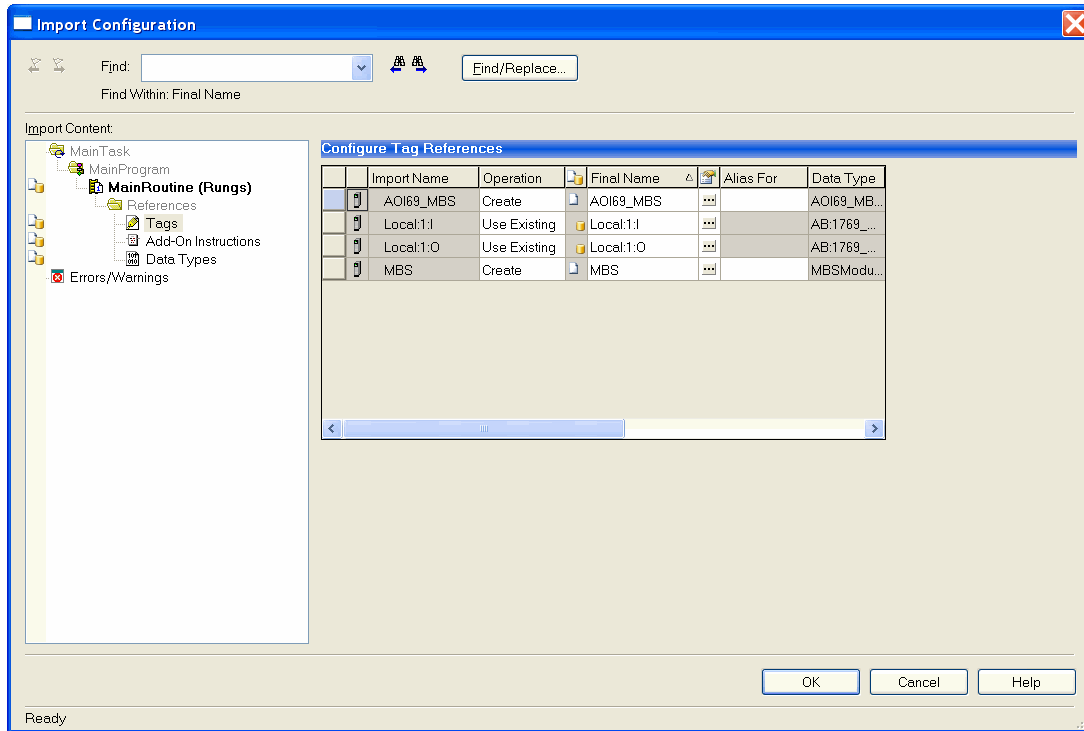 Import Configuration
Find:
Find/Replace...
Find Within: Final Name
Import Content:
MainTask
MainProgram
MainRoutine (Rungs)
References
Tags
Add-On Instructions
Data Types
Errors/Warnings
Configure Tag References
Import Name Operation Final Name Alias For Data Type
AOI69_MBS Create AOI69_MBS ... AOI69_MB...
Local:1:I Use Existing Local:1:I ... AB:1769_...
Local:1:O Use Existing Local:1:O ... AB:1769_...
MBS Create MBS ... MBSModu...
OK Cancel Help
Ready